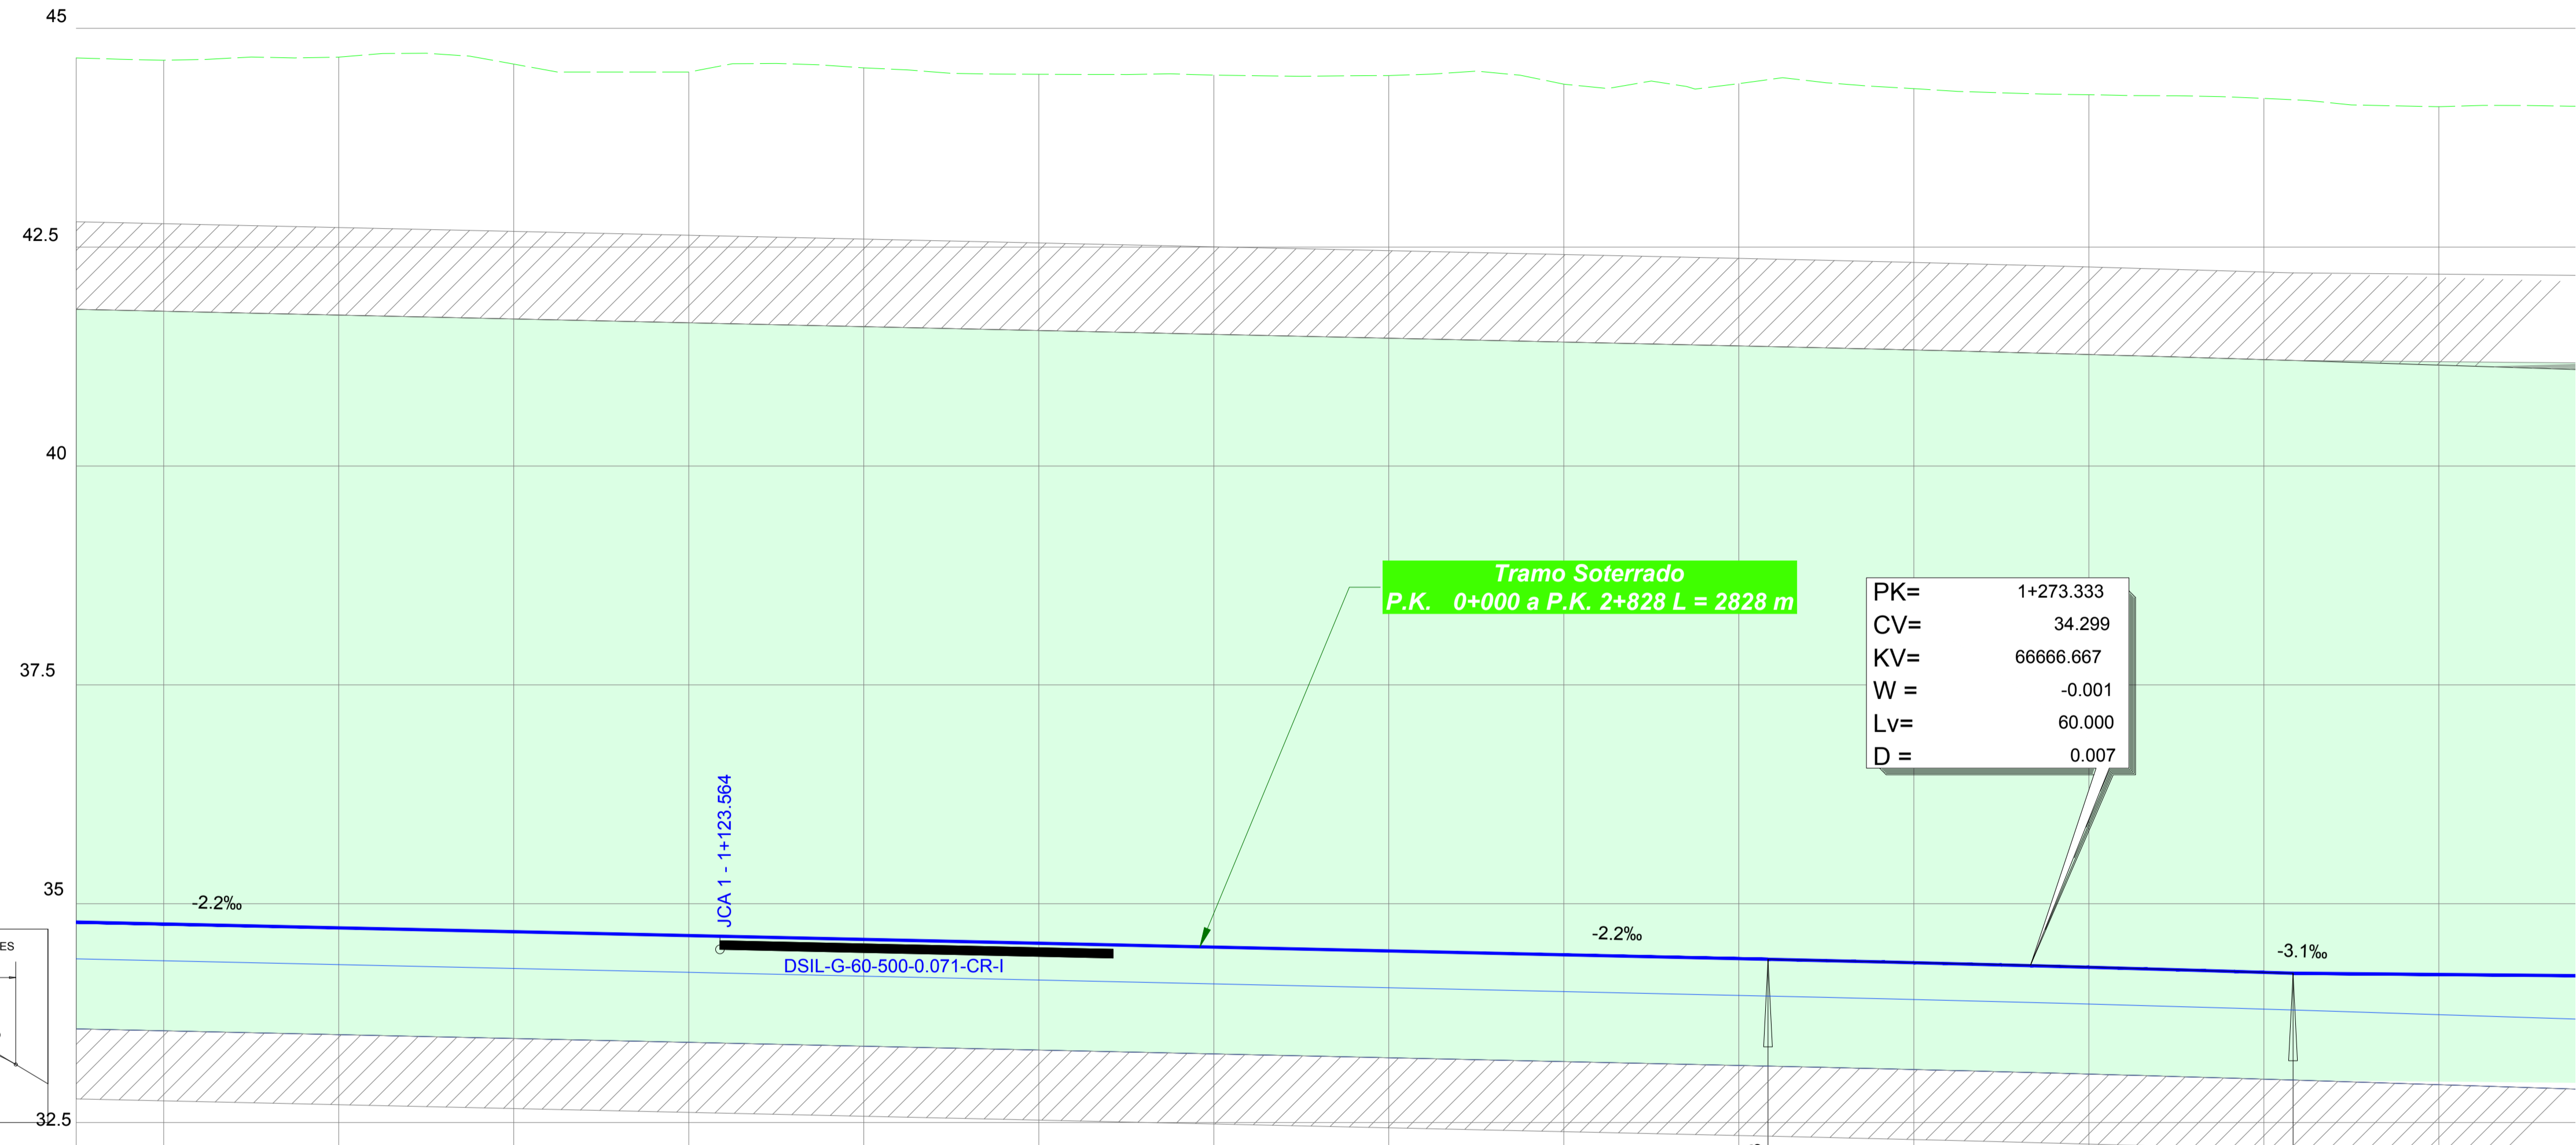 45
42.5
40
37.5
35
32.5
Tramo Soterrado
P.K. 0+000 a P.K. 2+828 L = 2828 m
PK= 1+273.333
CV= 34.299
KV= 66666.667
W = -0.001
Lv= 60.000
D = 0.007
JCA 1 - 1+123.564
DSIL-G-60-500-0.071-CR-I
-2.2‰
-2.2‰
-3.1‰